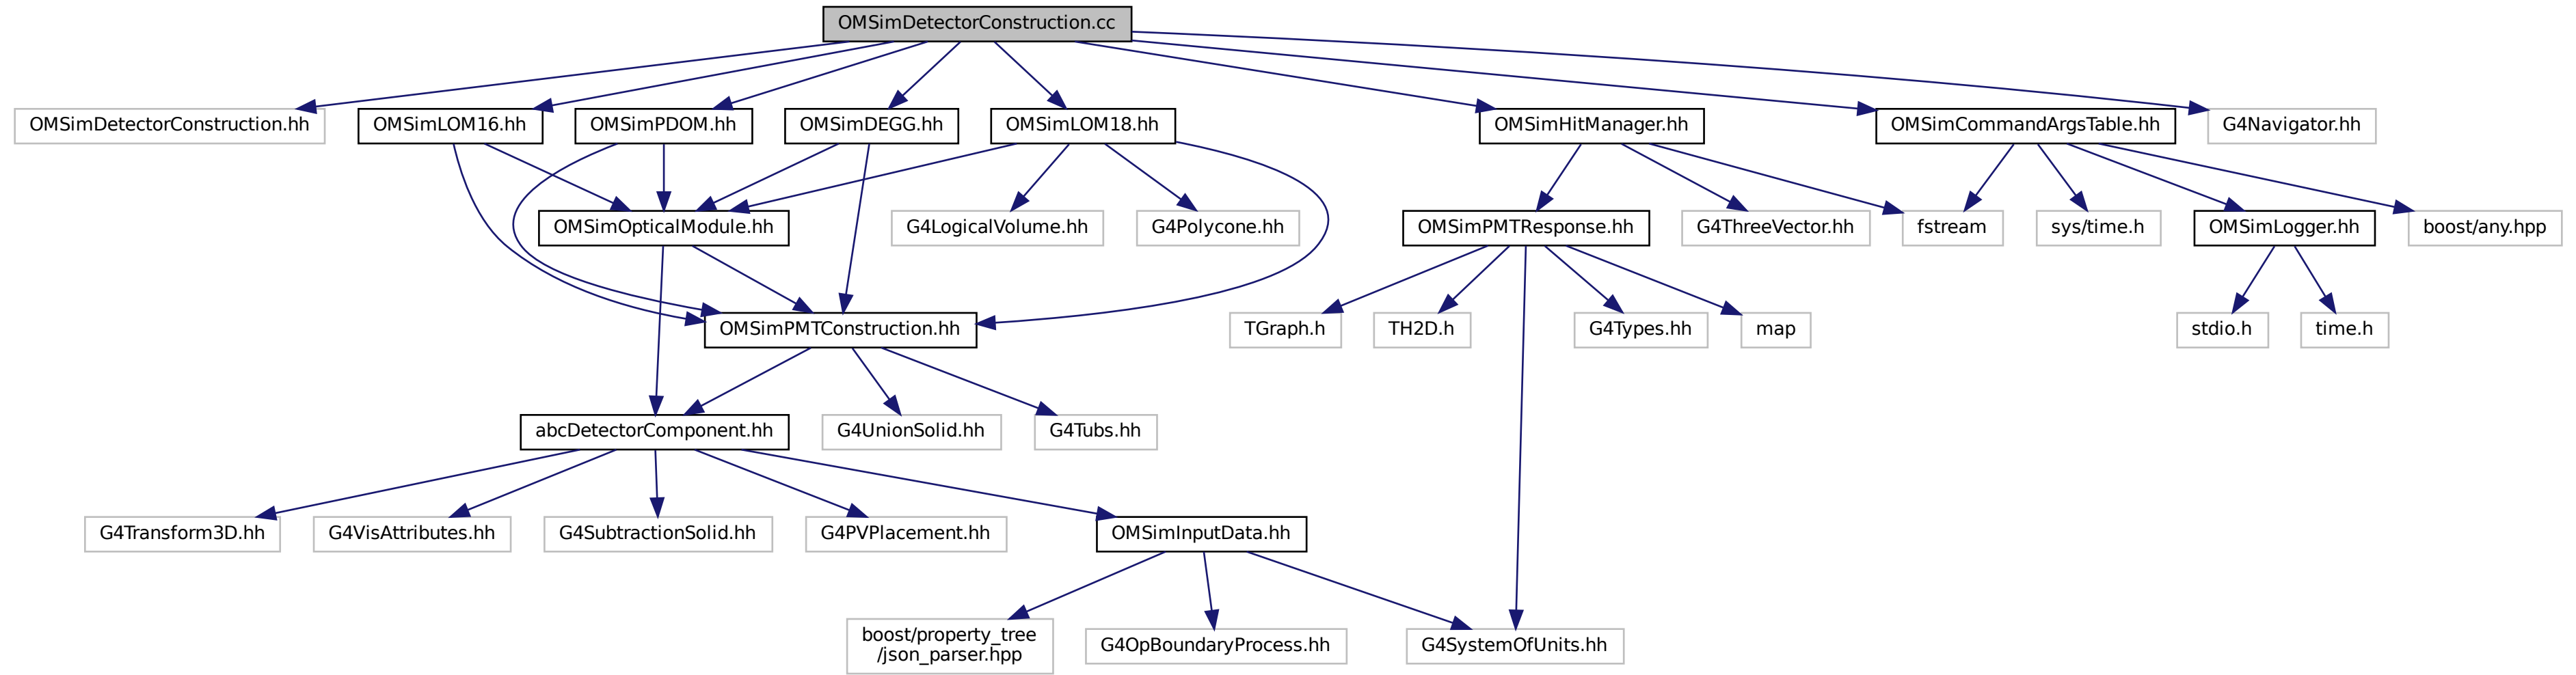 OMSimDetectorConstruction.cc
OMSimDetectorConstruction.hh
OMSimLOM16.hh
OMSimPDOM.hh
OMSimDEGG.hh
OMSimLOM18.hh
OMSimHitManager.hh
OMSimCommandArgsTable.hh
G4Navigator.hh
OMSimOpticalModule.hh
G4LogicalVolume.hh
G4Polycone.hh
OMSimPMTResponse.hh
G4ThreeVector.hh
fstream
sys/time.h
OMSimLogger.hh
boost/any.hpp
OMSimPMTConstruction.hh
TGraph.h
TH2D.h
G4Types.hh
map
stdio.h
time.h
abcDetectorComponent.hh
G4UnionSolid.hh
G4Tubs.hh
G4Transform3D.hh
G4VisAttributes.hh
G4SubtractionSolid.hh
G4PVPlacement.hh
OMSimInputData.hh
boost/property_tree
/json_parser.hpp
G4OpBoundaryProcess.hh
G4SystemOfUnits.hh